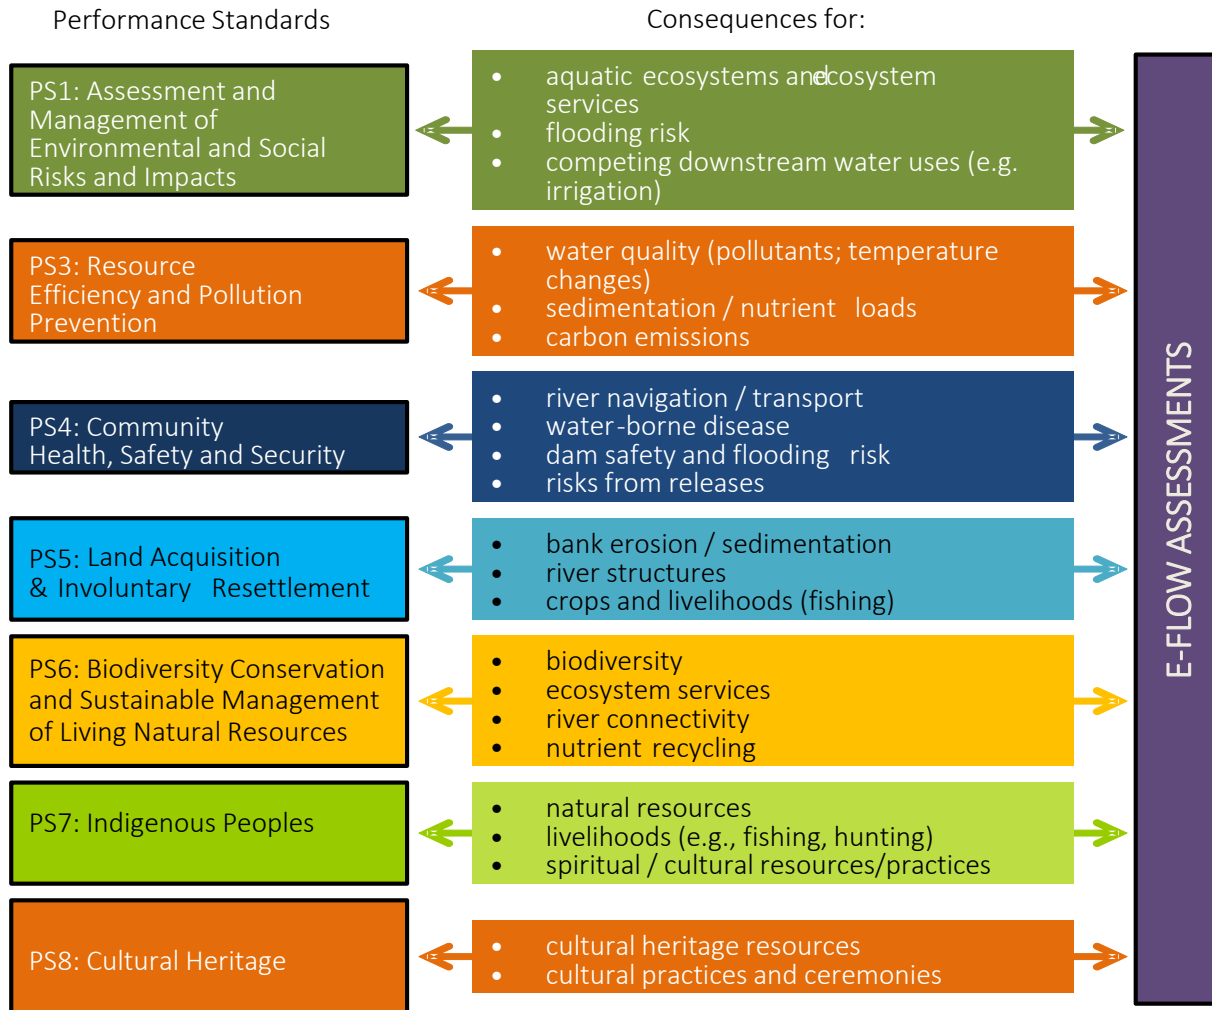 Performance Standards
Consequences for:
PS1: Assessment and
Management of
Environmental and Social
Risks and Impacts
• aquatic ecosystems and ecosystem
services
• flooding risk
• competing downstream water uses (e.g.
irrigation)
PS3: Resource
Efficiency and Pollution
Prevention
• water quality (pollutants; temperature
changes)
• sedimentation / nutrient loads
• carbon emissions
PS4: Community
Health, Safety and Security
• river navigation / transport
• water-borne disease
• dam safety and flooding risk
• risks from releases
PS5: Land Acquisition
& Involuntary Resettlement
• bank erosion / sedimentation
• river structures
• crops and livelihoods (fishing)
PS6: Biodiversity Conservation
and Sustainable Management
of Living Natural Resources
• biodiversity
• ecosystem services
• river connectivity
• nutrient recycling
PS7: Indigenous Peoples
• natural resources
• livelihoods (e.g., fishing, hunting)
• spiritual / cultural resources/practices
PS8: Cultural Heritage
• cultural heritage resources
• cultural practices and ceremonies
E-FLOW ASSESSMENTS